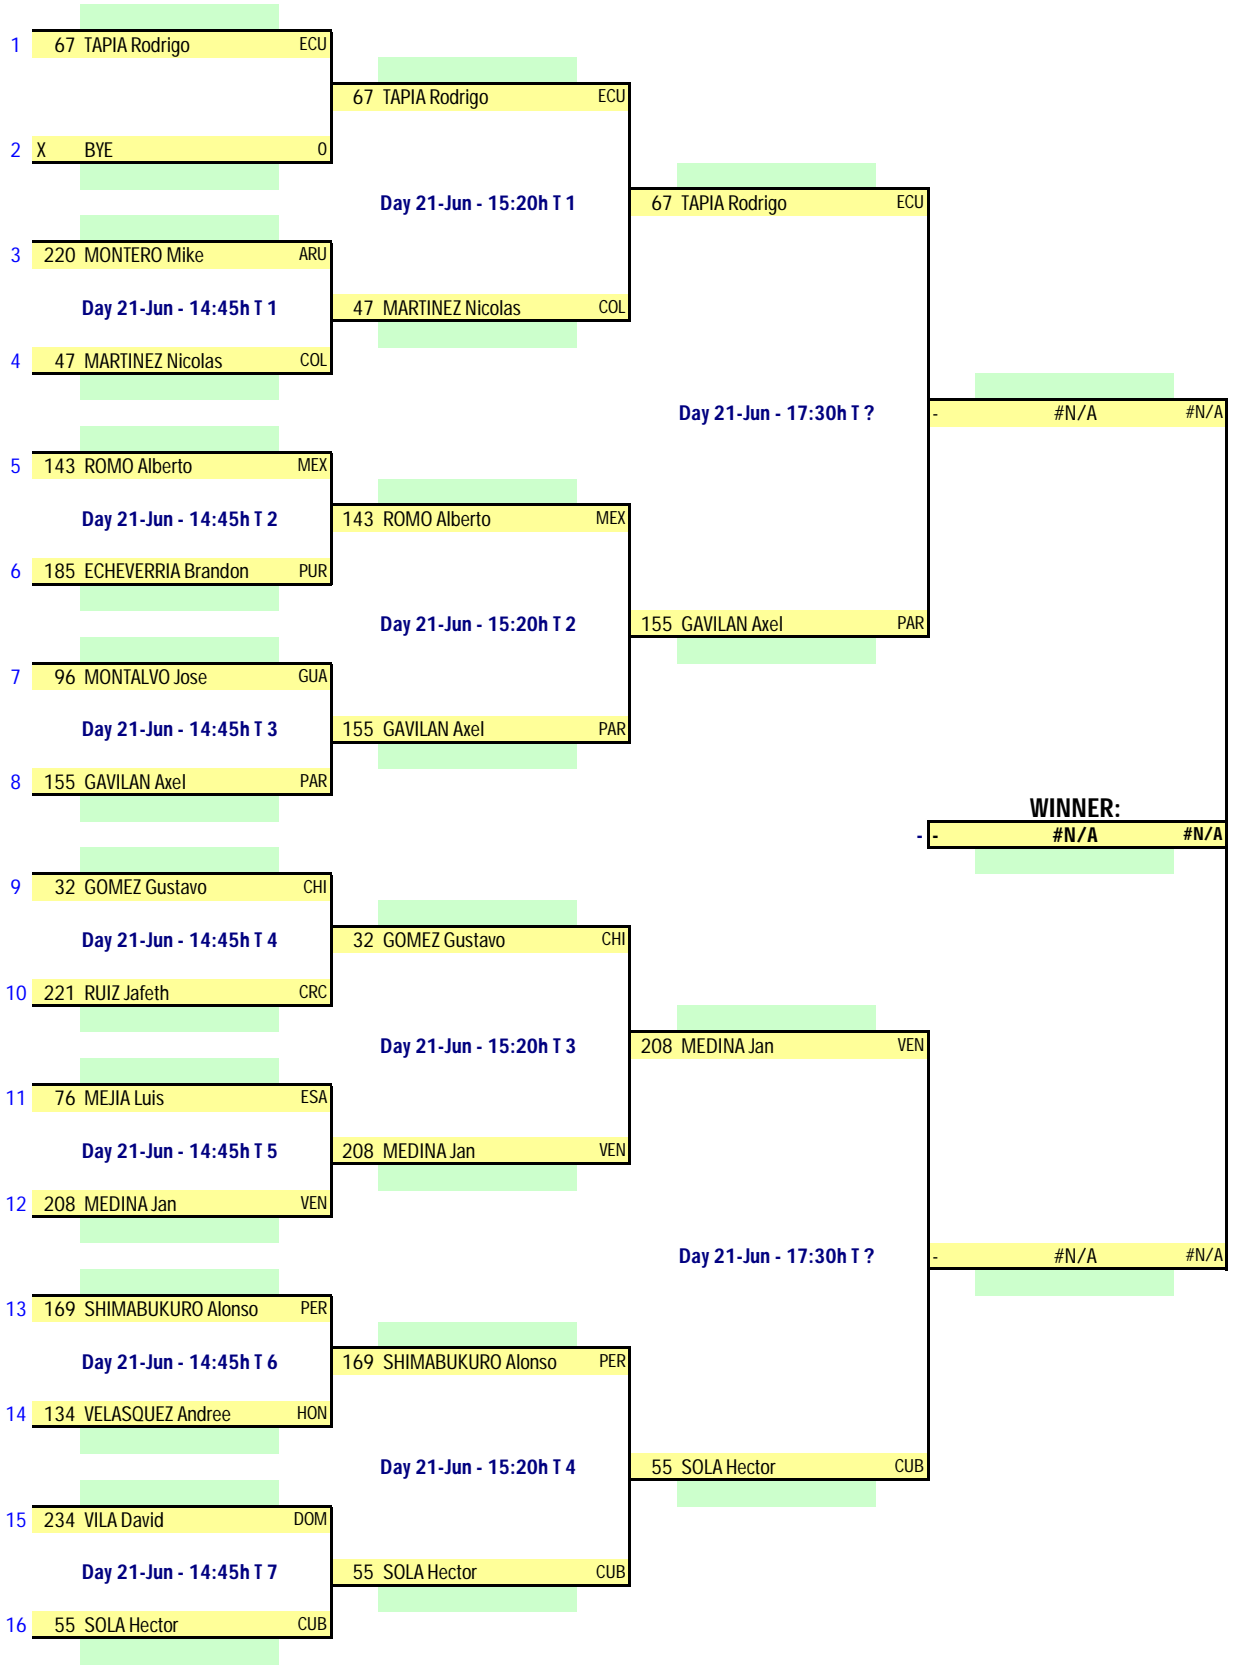 1 67 TAPIA Rodrigo ECU
67 TAPIA Rodrigo ECU
2 X BYE 0
Day 21-Jun - 15:20h T 1
67 TAPIA Rodrigo ECU
3 220 MONTERO Mike ARU
Day 21-Jun - 14:45h T 1
47 MARTINEZ Nicolas COL
4 47 MARTINEZ Nicolas COL
Day 21-Jun - 17:30h T ?
- #N/A #N/A
5 143 ROMO Alberto MEX
Day 21-Jun - 14:45h T 2
143 ROMO Alberto MEX
6 185 ECHEVERRIA Brandon PUR
Day 21-Jun - 15:20h T 2
155 GAVILAN Axel PAR
7 96 MONTALVO Jose GUA
Day 21-Jun - 14:45h T 3
155 GAVILAN Axel PAR
8 155 GAVILAN Axel PAR
WINNER:
- - #N/A #N/A
9 32 GOMEZ Gustavo CHI
Day 21-Jun - 14:45h T 4
32 GOMEZ Gustavo CHI
10 221 RUIZ Jafeth CRC
Day 21-Jun - 15:20h T 3
208 MEDINA Jan VEN
11 76 MEJIA Luis ESA
Day 21-Jun - 14:45h T 5
208 MEDINA Jan VEN
12 208 MEDINA Jan VEN
Day 21-Jun - 17:30h T ?
- #N/A #N/A
13 169 SHIMABUKURO Alonso PER
Day 21-Jun - 14:45h T 6
169 SHIMABUKURO Alonso PER
14 134 VELASQUEZ Andree HON
Day 21-Jun - 15:20h T 4
55 SOLA Hector CUB
15 234 VILA David DOM
Day 21-Jun - 14:45h T 7
55 SOLA Hector CUB
16 55 SOLA Hector CUB